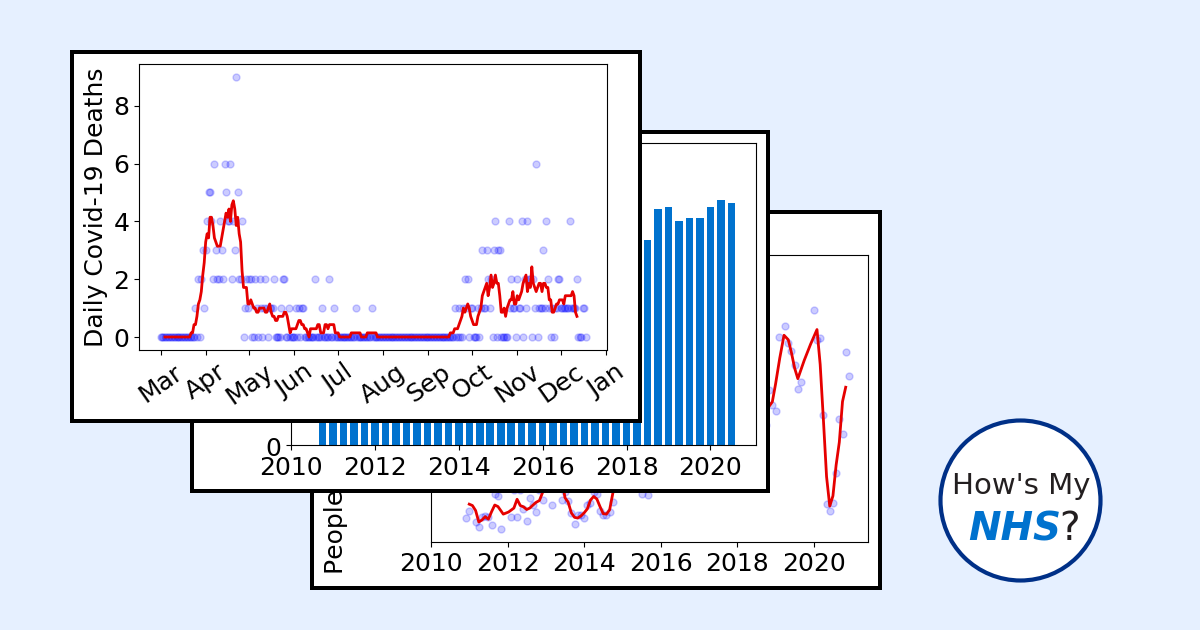 Daily Covid-19 Deaths
8
6
4
2
0
Mar Apr May Jun Jul Aug Sep Oct Nov Dec Jan
0
2010 2012 2014 2016 2018 2020
People
2010 2012 2014 2016 2018 2020
How's My
NHS?